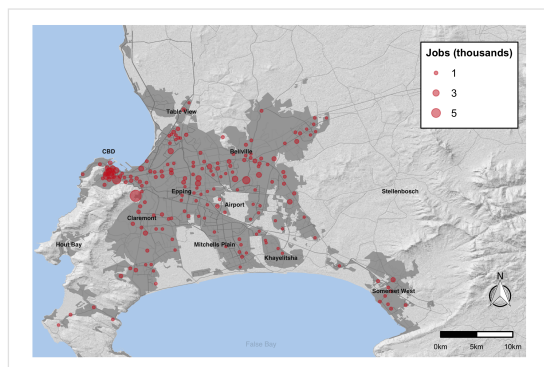 Jobs (thousands)
1
3
5
Table View
CBD
Bellville
Epping
Stellenbosch
Airport
Claremont
Hout Bay
Mitchells Plain
Khayelitsha
N
Somerset West
0km 5km 10km
False Bay